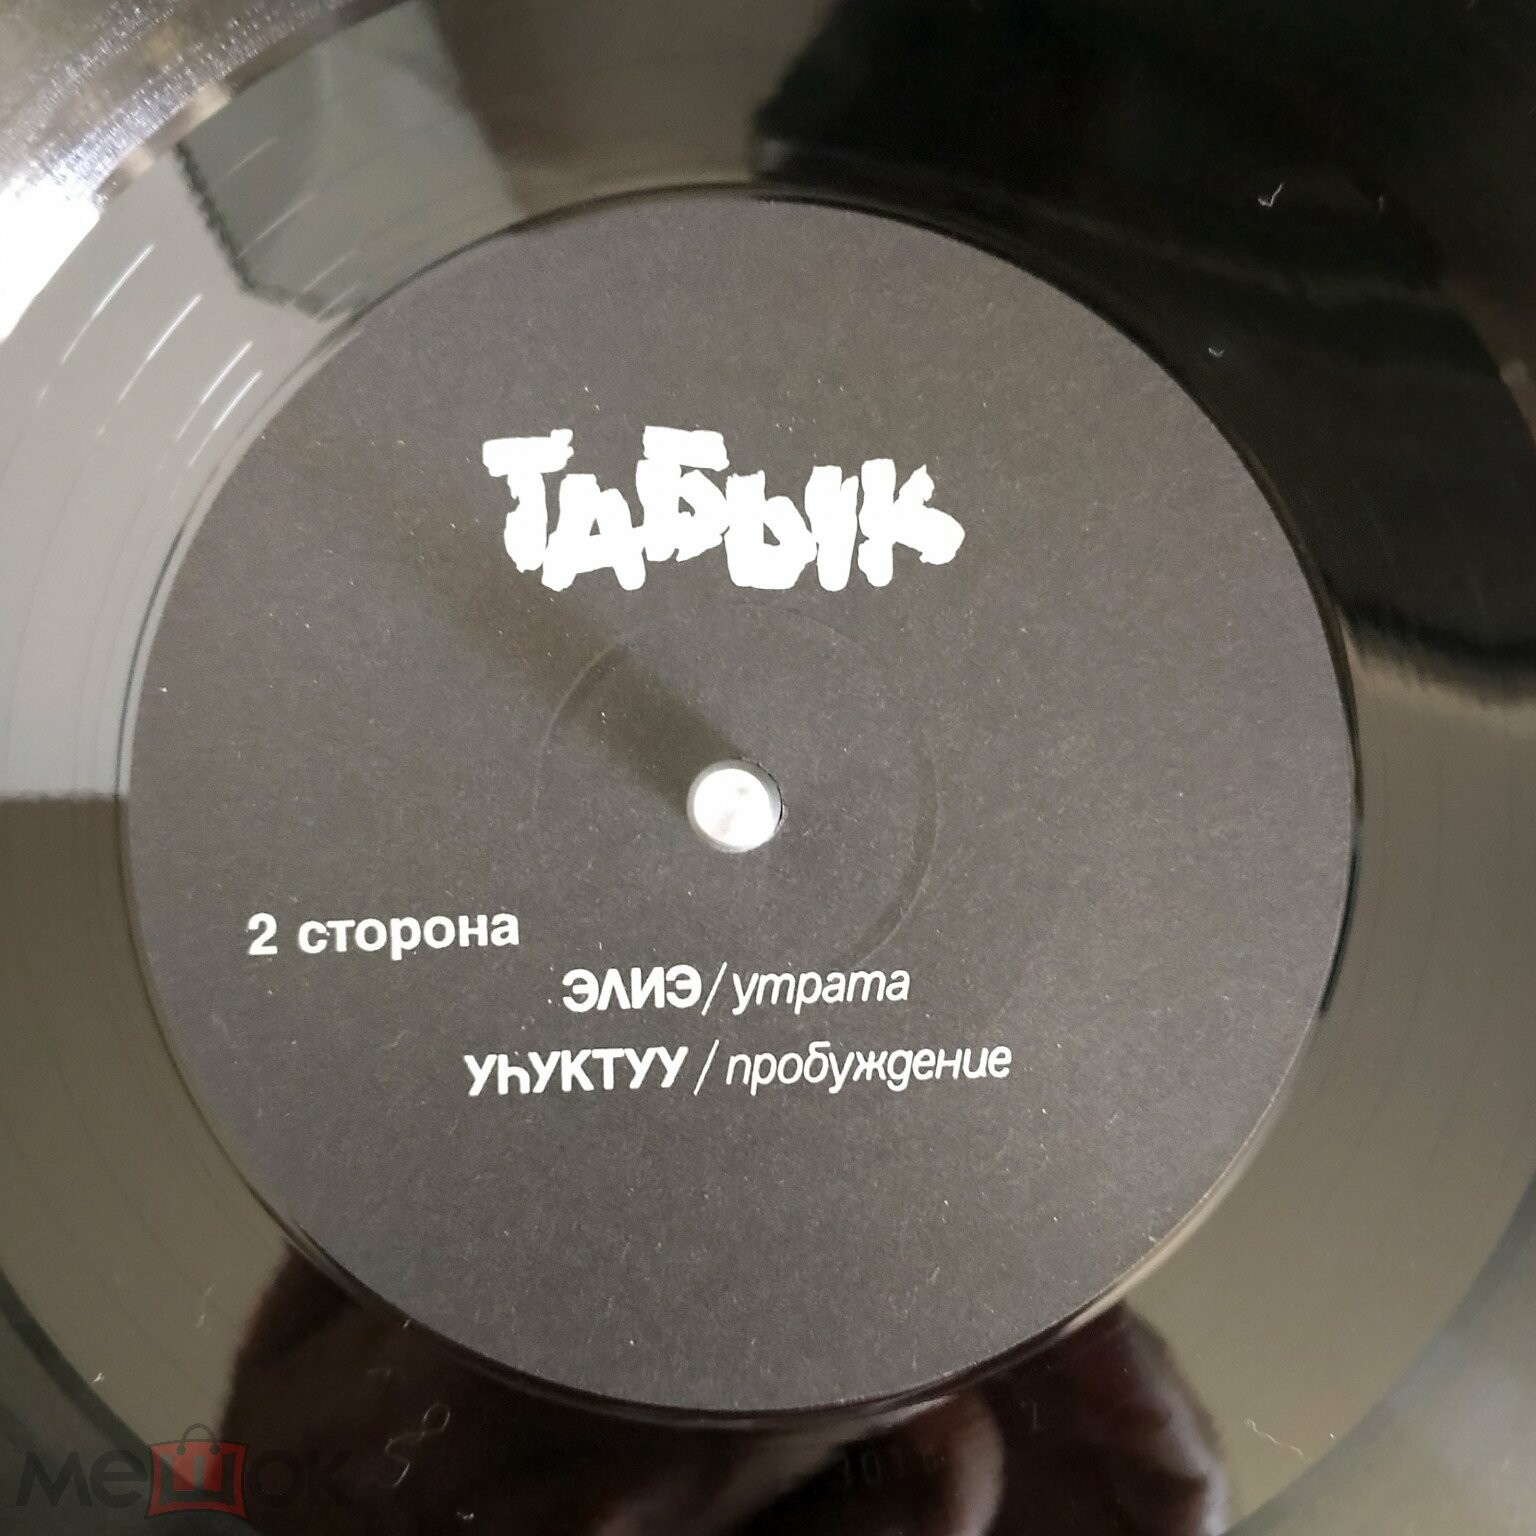 ТАБЫК
2 сторона
ЭЛИЭ/утрата
УҺУКТУУ/пробуждение
мешок